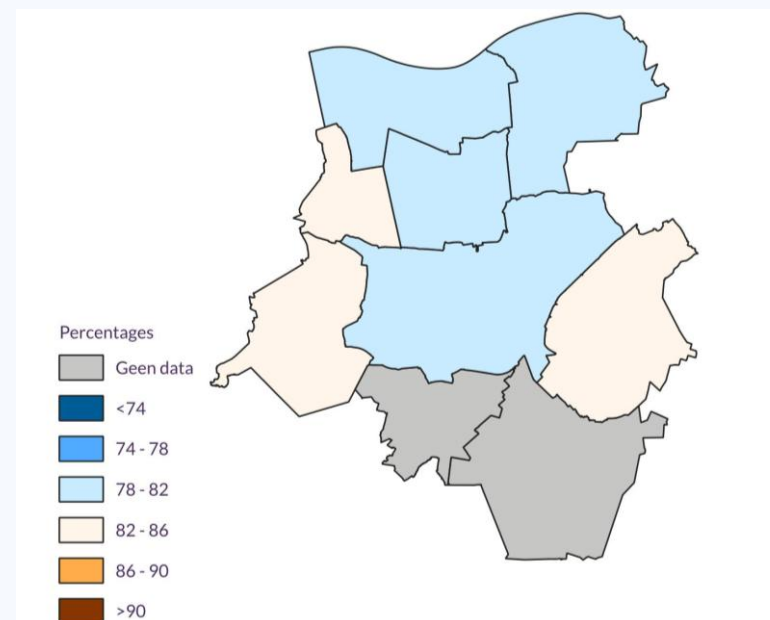 Percentages
Geen data
<74
74 - 78
78 - 82
82 - 86
86 - 90
>90